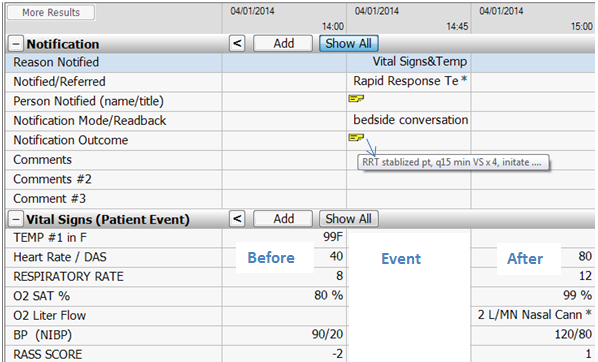 More Results 04/01/2014 04/01/2014 04/01/2014
14:00 14:45 15:00
− Notification < Add Show All
Reason Notified Vital Signs&Temp
Notified/Referred Rapid Response Te *
Person Notified (name/title)
Notification Mode/Readback bedside conversation
Notification Outcome
Comments RRT stablized pt, q15 min VS x 4, initate ....
Comments #2
Comment #3
− Vital Signs (Patient Event) < Add Show All
TEMP #1 in F 99F
Heart Rate / DAS Before 40 Event After 80
RESPIRATORY RATE 8 12
O2 SAT % 80 % 99 %
O2 Liter Flow 2 L/MN Nasal Cann *
BP (NIBP) 90/20 120/80
RASS SCORE -2 1